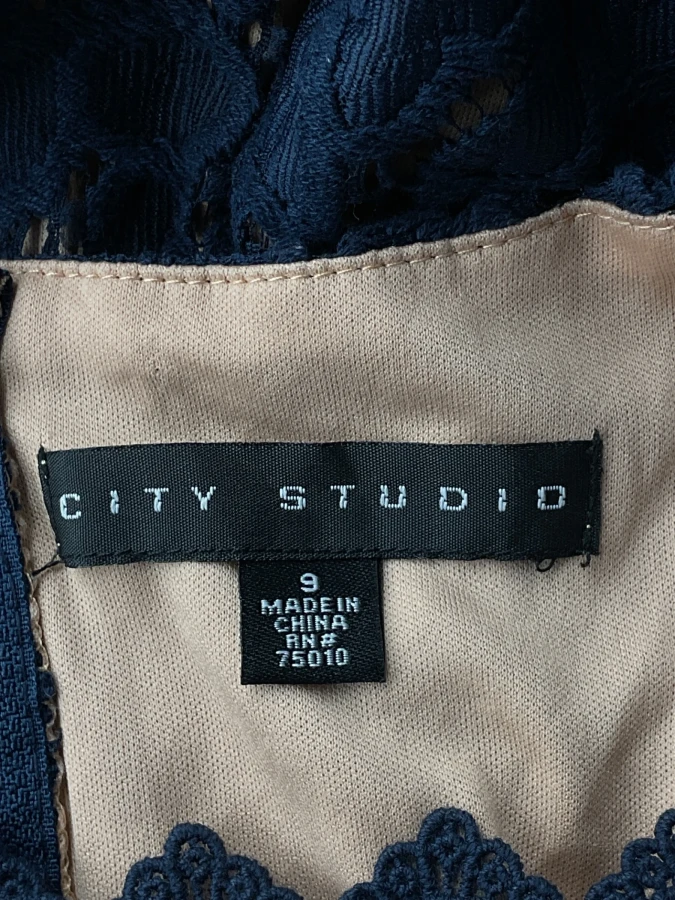 CITY STUDIO
9
MADE IN
CHINA
RN#
75010